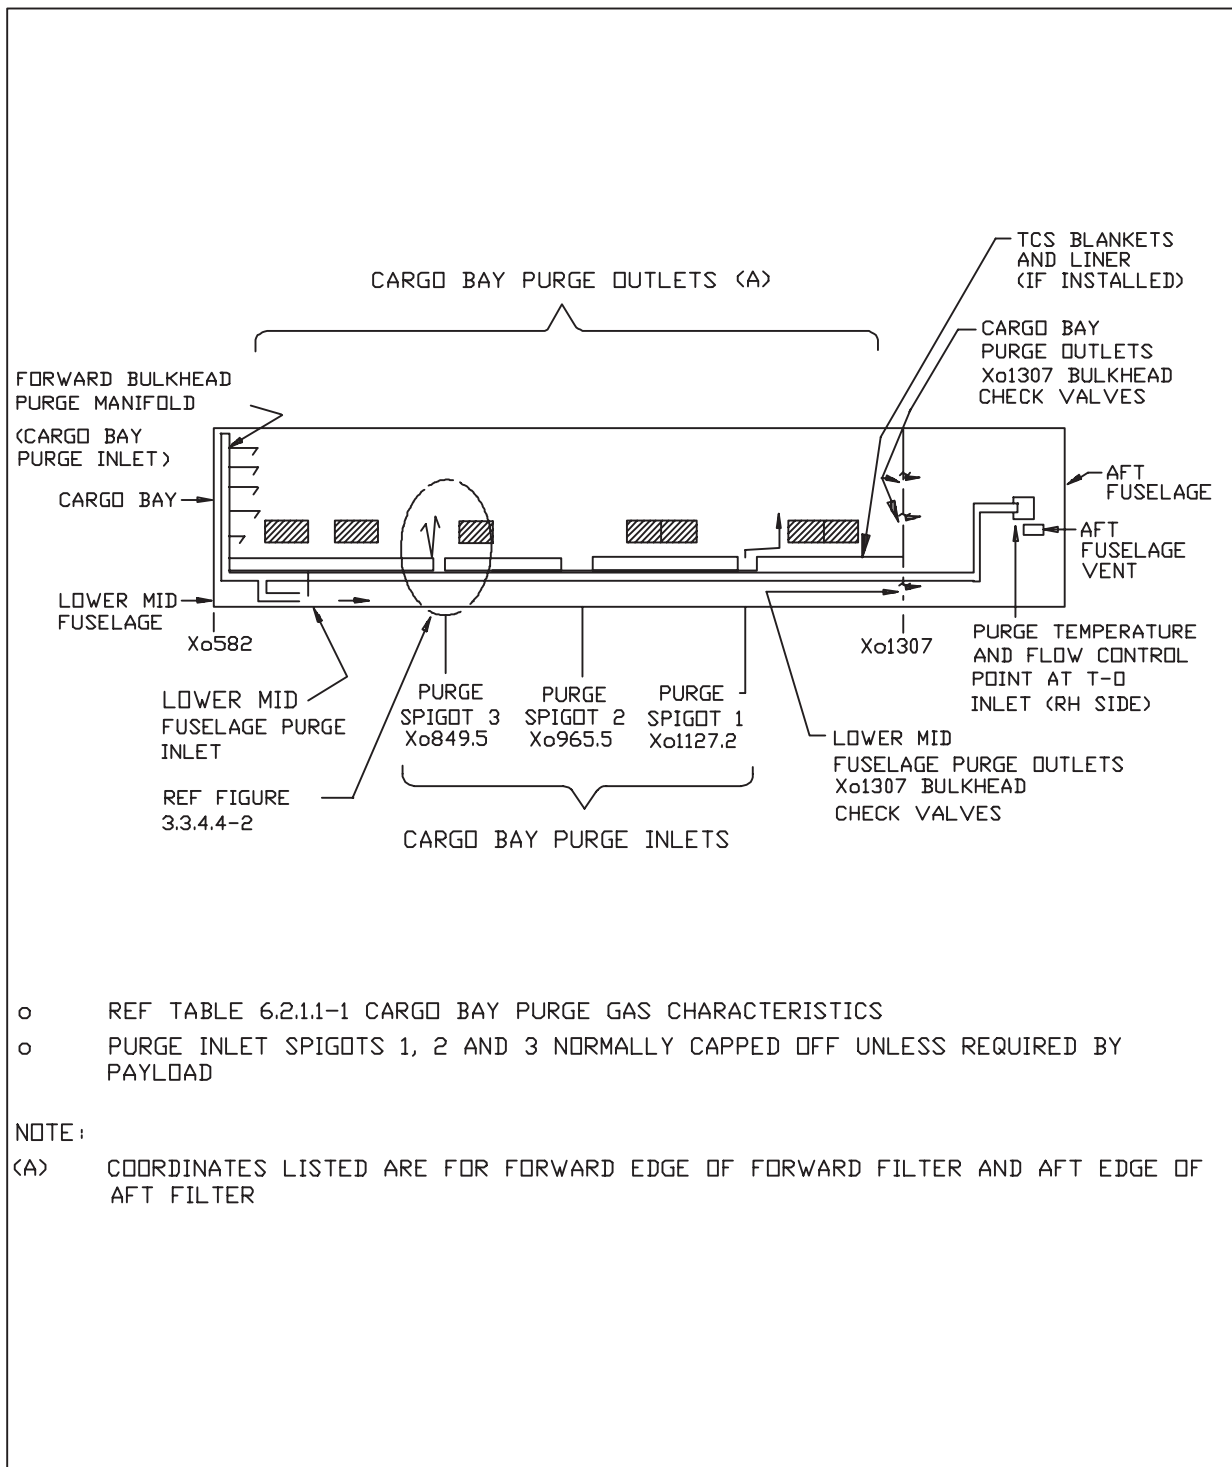 TCS BLANKETS
AND LINER
(IF INSTALLED)
CARGO BAY PURGE OUTLETS (A)
CARGO BAY
PURGE OUTLETS
Xo1307 BULKHEAD
CHECK VALVES
FORWARD BULKHEAD
PURGE MANIFOLD
(CARGO BAY
PURGE INLET)
CARGO BAY
AFT
FUSELAGE
AFT
FUSELAGE
VENT
LOWER MID
FUSELAGE
Xo582
Xo1307
PURGE TEMPERATURE
AND FLOW CONTROL
POINT AT T-0
INLET (RH SIDE)
LOWER MID
FUSELAGE PURGE
INLET
PURGE
SPIGOT 3
Xo849.5
PURGE
SPIGOT 2
Xo965.5
PURGE
SPIGOT 1
Xo1127.2
LOWER MID
FUSELAGE PURGE OUTLETS
Xo1307 BULKHEAD
CHECK VALVES
REF FIGURE
3.3.4.4-2
CARGO BAY PURGE INLETS
o REF TABLE 6.2.1.1-1 CARGO BAY PURGE GAS CHARACTERISTICS
o PURGE INLET SPIGOTS 1, 2 AND 3 NORMALLY CAPPED OFF UNLESS REQUIRED BY
PAYLOAD
NOTE:
(A) COORDINATES LISTED ARE FOR FORWARD EDGE OF FORWARD FILTER AND AFT EDGE OF
AFT FILTER